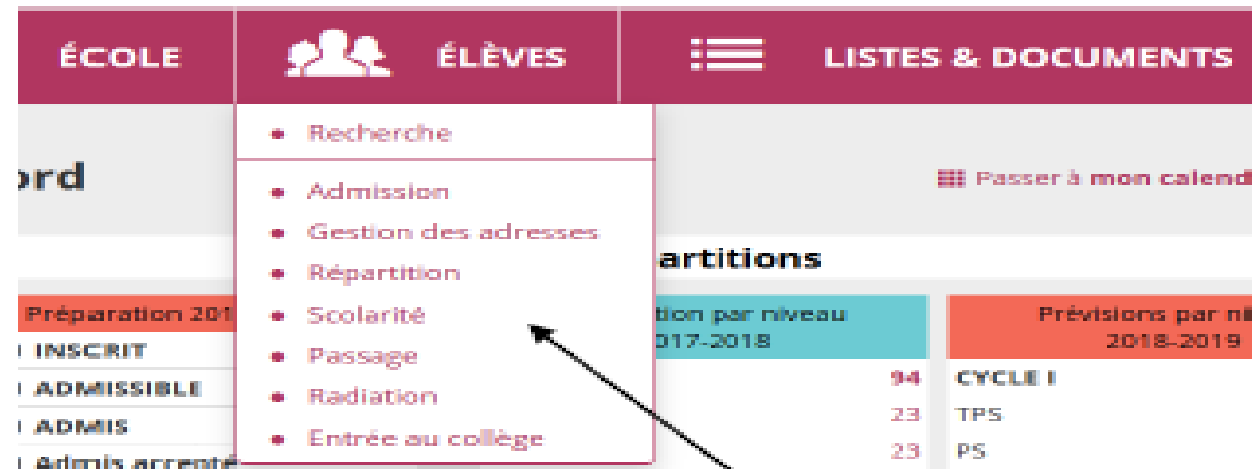 ÉCOLE
ÉLÈVES
LISTES & DOCUMENTS
Recherche
Admission
Gestion des adresses
Répartition
Scolarité
Passage
Radiation
Entrée au collège
ord
Passer à mon calend
artitions
Préparation 201
INSCRIT
ADMISSIBLE
ADMIS
Admis accepté
tion par niveau
017-2018
94
23
23
Prévisions par ni
2018-2019
CYCLE I
TPS
PS